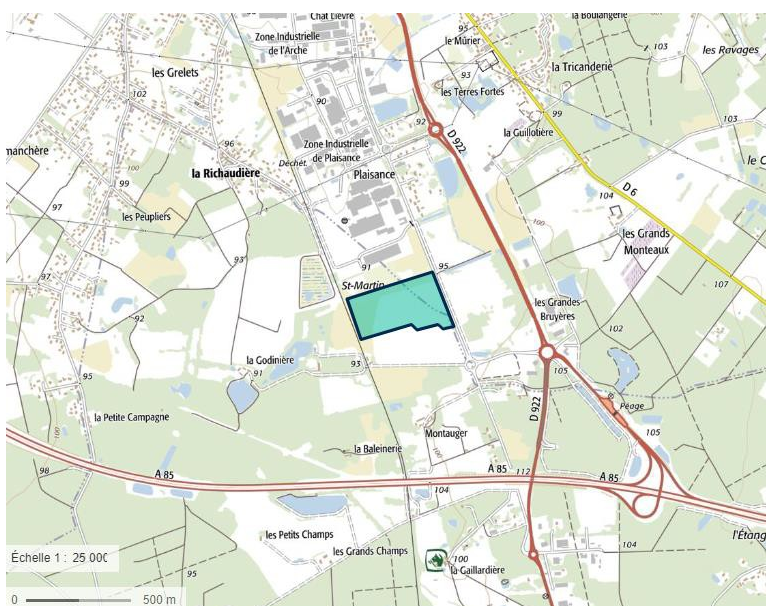 Chat Lièvre
la Boulangerie
95
Zone Industrielle
de l'Arche
le Mûrier
103
les Ravages
les Grelets
93
la Tricanderie
102
90
les Terres Fortes
99
92
la Guillotière
103
96
Zone Industrielle
de Plaisance
D 922
manchère
100
Déchet.
le C
99
la Richaudière
Plaisance
D 6
104
97
les Peupliers
100
les Grands
Monteaux
93
91
95
97
St-Martin
107
92
les Grandes
Bruyères
102
la Godinière
91
93
105
95
Péage
la Petite Campagne
D 922
100
Montauger
105
100
la Baleinerie
98
A 85
A 85
112
A 85
104
les Petits Champs
l'Étang
Échelle 1 : 25 000
les Grands Champs
100
104
la Gaillardière
95
0
500 m